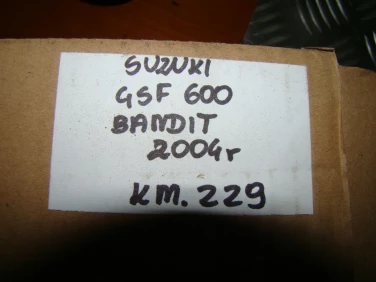 SUZUKI
GSF 600
BANDIT
2004r
KM. 229